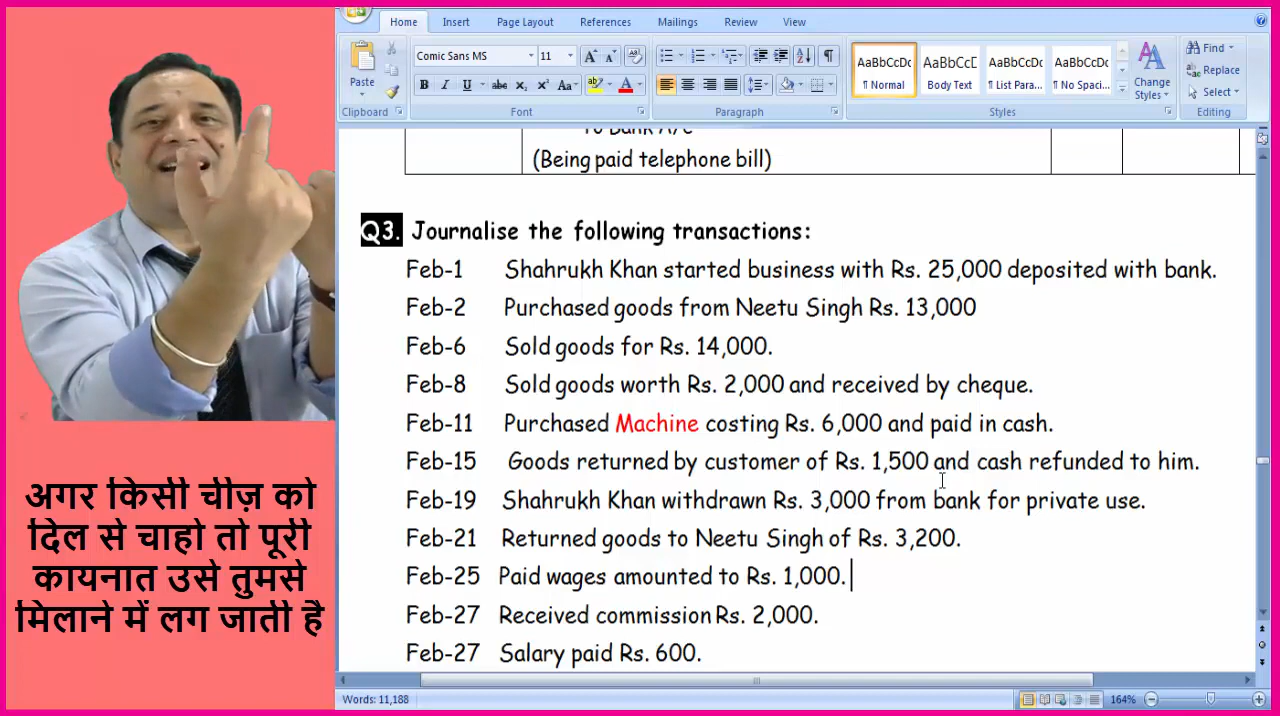 Home Insert Page Layout References Mailings Review View
Comic Sans MS 11
Paste
B I U abc x₂ x² Aa
AaBbCcDc AaBbCcD AaBbCcDc AaBbCcDc
¶ Normal Body Text ¶ List Para... ¶ No Spaci...
Change Styles
Find
Replace
Select
Clipboard Font Paragraph Styles Editing
To Bank A/c
(Being paid telephone bill)
Q3. Journalise the following transactions:
Feb-1 Shahrukh Khan started business with Rs. 25,000 deposited with bank.
Feb-2 Purchased goods from Neetu Singh Rs. 13,000
Feb-6 Sold goods for Rs. 14,000.
Feb-8 Sold goods worth Rs. 2,000 and received by cheque.
Feb-11 Purchased Machine costing Rs. 6,000 and paid in cash.
Feb-15 Goods returned by customer of Rs. 1,500 and cash refunded to him.
Feb-19 Shahrukh Khan withdrawn Rs. 3,000 from bank for private use.
Feb-21 Returned goods to Neetu Singh of Rs. 3,200.
Feb-25 Paid wages amounted to Rs. 1,000.
Feb-27 Received commission Rs. 2,000.
Feb-27 Salary paid Rs. 600.
Words: 11,188 164%
अगर किसी चीज़ को
दिल से चाहो तो पूरी
कायनात उसे तुमसे
मिलाने में लग जाती है